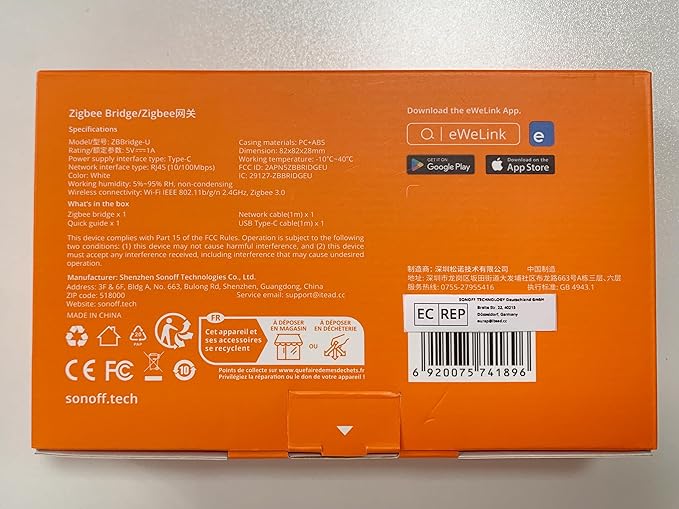 Zigbee Bridge/Zigbee网关
Specifications
Model/型号: ZBBridge-U
Rating/额定参数: 5V⎓1A
Power supply interface type: Type-C
Network interface type: RJ45 (10/100Mbps)
Color: White
Working humidity: 5%~95% RH, non-condensing
Wireless connectivity: Wi-Fi IEEE 802.11b/g/n 2.4GHz, Zigbee 3.0
Casing materials: PC+ABS
Dimension: 82x82x28mm
Working temperature: -10°C~40°C
FCC ID: 2APN5ZBBRIDGEU
IC: 29127-ZBBRIDGEU
What's in the box
Zigbee bridge x 1
Quick guide x 1
Network cable(1m) x 1
USB Type-C cable(1m) x 1
This device complies with Part 15 of the FCC Rules. Operation is subject to the following
two conditions: (1) this device may not cause harmful interference, and (2) this device
must accept any interference received, including interference that may cause undesired
operation.
Manufacturer: Shenzhen Sonoff Technologies Co., Ltd.
Address: 3F & 6F, Bldg A, No. 663, Bulong Rd, Shenzhen, Guangdong, China
ZIP code: 518000
Service email: support@itead.cc
Website: sonoff.tech
MADE IN CHINA
20
PAP
FR
Cet appareil et
ses accessoires
se recyclent
À DÉPOSER
EN MAGASIN
OU
À DÉPOSER
EN DÉCHÈTERIE
Points de collecte sur www.quefairedemesdechets.fr
Privilégiez la réparation ou le don de votre appareil !
CE FC 10
sonoff.tech
Download the eWeLink App.
eWeLink
e
GET IT ON
Google Play
Download on the
App Store
制造商: 深圳松诺技术有限公司
中国制造
地址: 深圳市龙岗区坂田街道大发埔社区布龙路663号A栋三层、六层
服务热线: 0755-27955416
执行标准: GB 4943.1
EC REP
SONOFF TECHNOLOGY Deutschland GmbH
Breite Str. 22, 40213
Düsseldorf, Germany
eurep@itead.cc
6 920075 741896